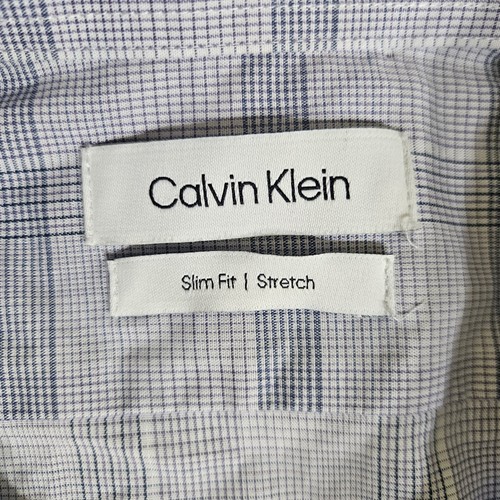 Calvin Klein
Slim Fit | Stretch